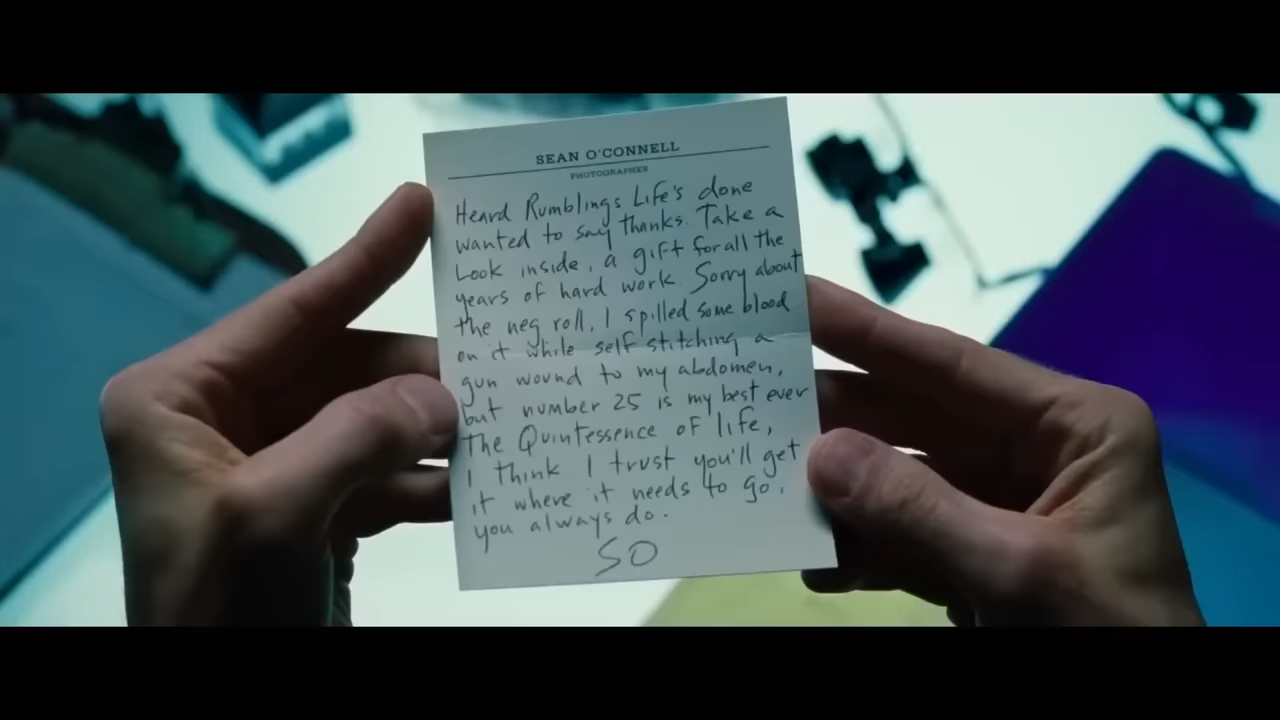 SEAN O'CONNELL
PHOTOGRAPHER
Heard Rumblings Life's done
wanted to say thanks. Take a
Look inside, a gift for all the
years of hard work. Sorry about
the neg roll, I spilled some blood
on it while self stitching a
gun wound to my abdomen,
but number 25 is my best ever
The Quintessence of life,
I think I trust you'll get
it where it needs to go,
you always do.
SO